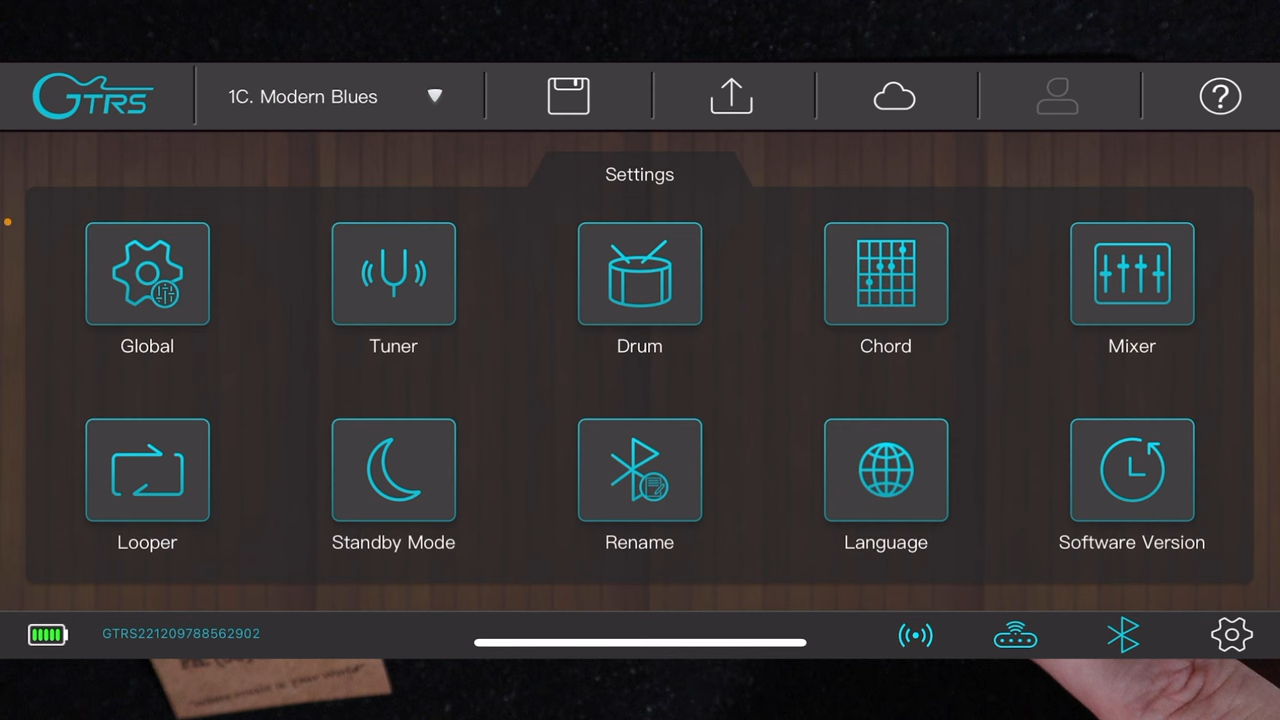 GTRS
1C. Modern Blues
?
Settings
Global
Tuner
Drum
Chord
Mixer
Looper
Standby Mode
Rename
Language
Software Version
GTRS221209788562902